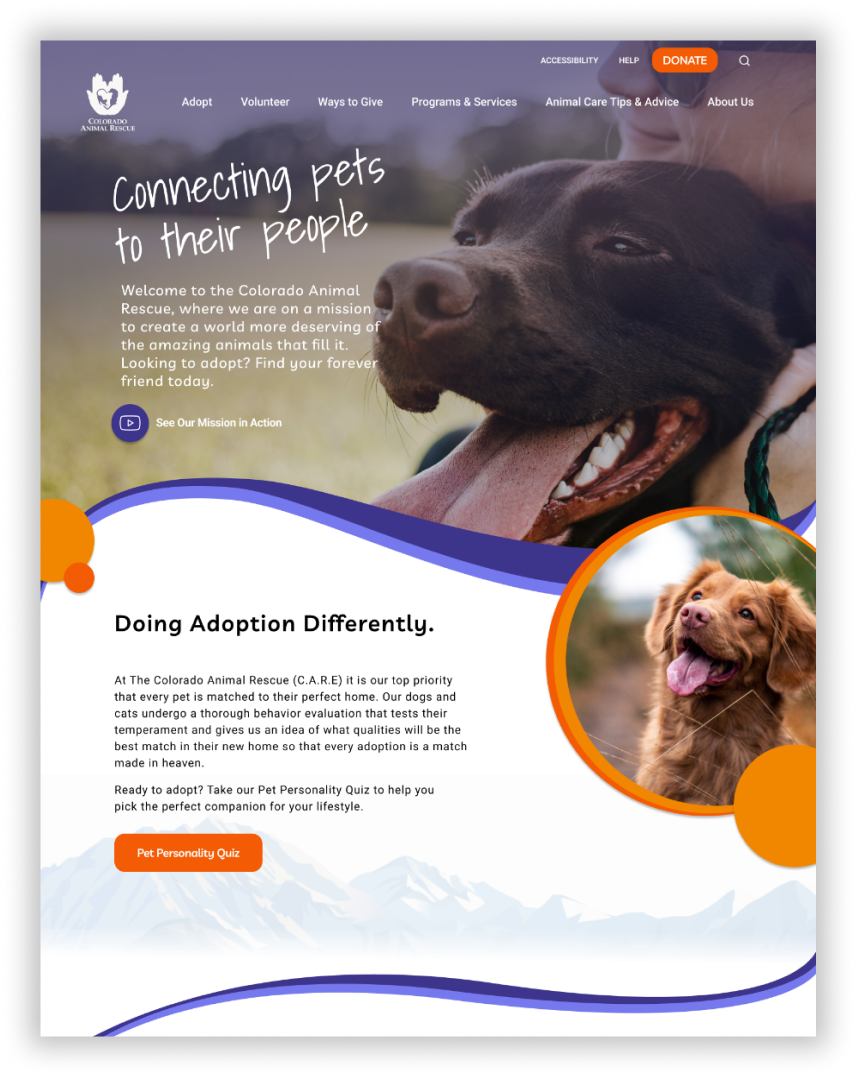 ACCESSIBILITY HELP DONATE
COLORADO
ANIMAL RESCUE
Adopt Volunteer Ways to Give Programs & Services Animal Care Tips & Advice About Us
Connecting pets
to their people
Welcome to the Colorado Animal
Rescue, where we are on a mission
to create a world more deserving of
the amazing animals that fill it.
Looking to adopt? Find your forever
friend today.
See Our Mission in Action
Doing Adoption Differently.
At The Colorado Animal Rescue (C.A.R.E) it is our top priority
that every pet is matched to their perfect home. Our dogs and
cats undergo a thorough behavior evaluation that tests their
temperament and gives us an idea of what qualities will be the
best match in their new home so that every adoption is a match
made in heaven.
Ready to adopt? Take our Pet Personality Quiz to help you
pick the perfect companion for your lifestyle.
Pet Personality Quiz